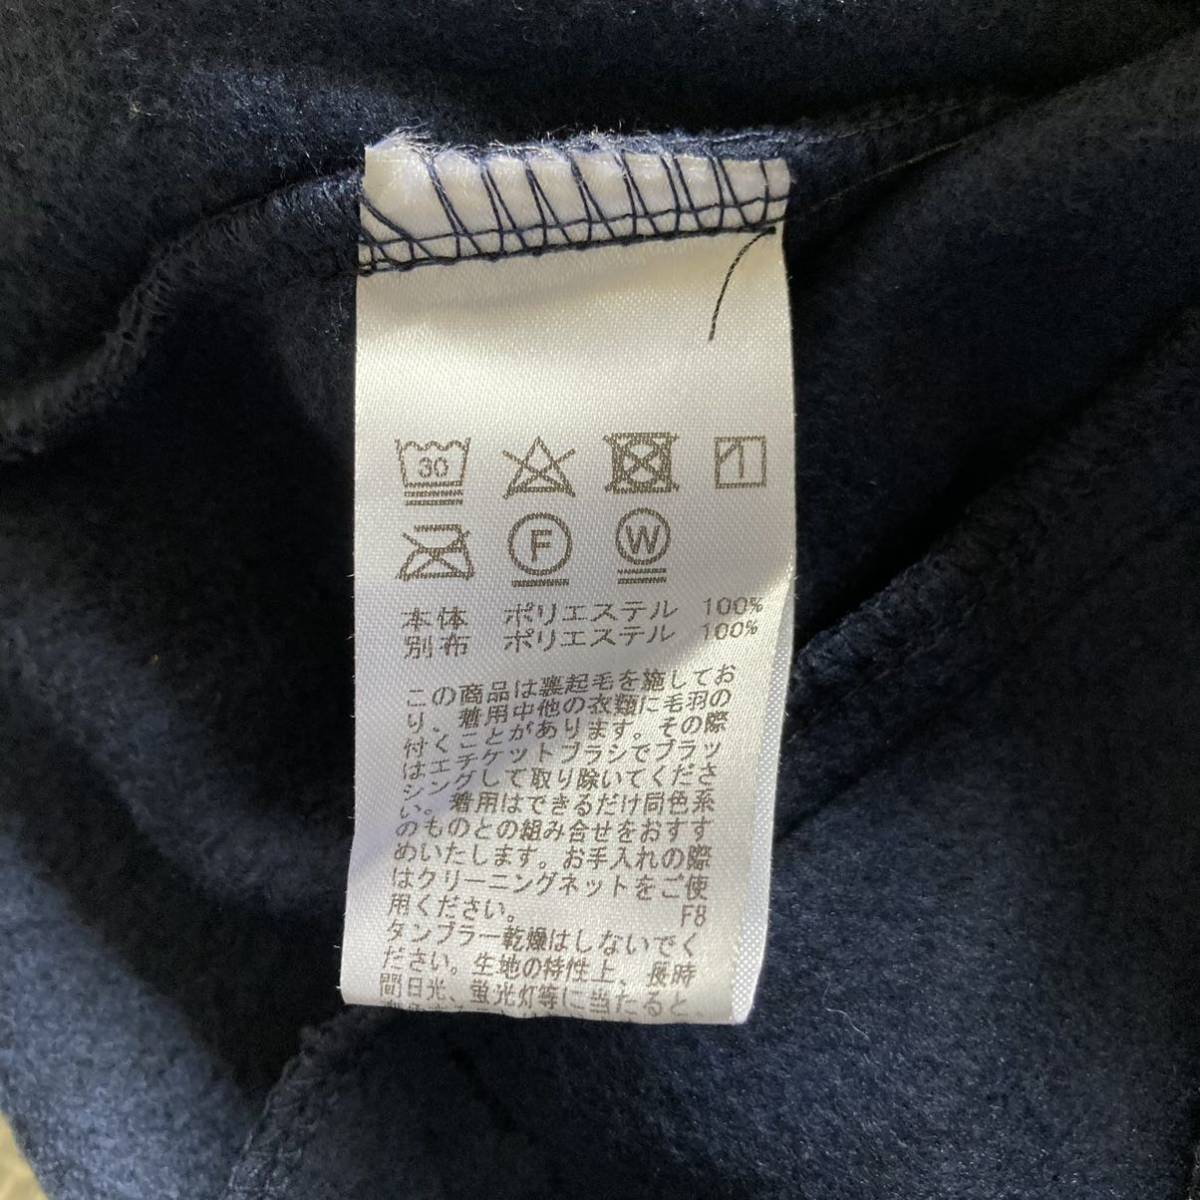 30
F W
本体 ポリエステル 100%
別布 ポリエステル 100%
この商品は裏起毛を施してお
り、着用中他の衣類に毛羽の
付くことがあります。その際
はエチケットブラシでブラッ
シングして取り除いてくださ
い。着用はできるだけ同色系
のものとの組み合せをおすす
めいたします。お手入れの際
はクリーニングネットをご使
用ください。 F8
タンブラー乾燥はしないでく
ださい。生地の特性上、長時
間日光、蛍光灯等に当たると、